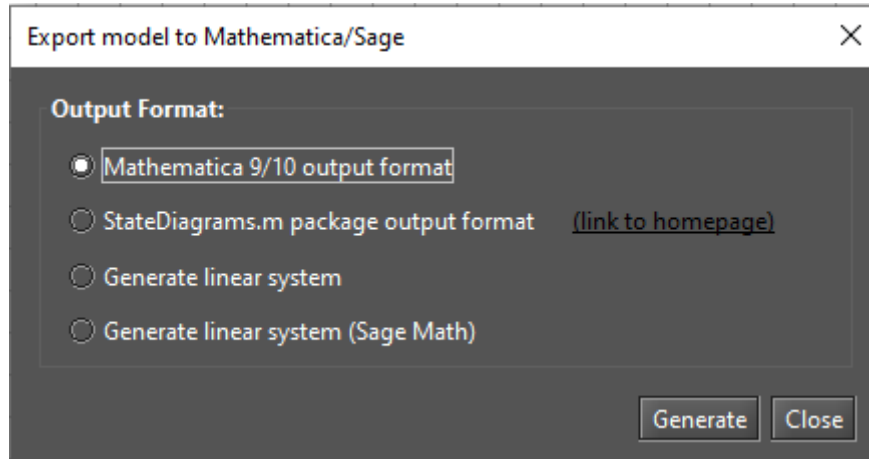 Export model to Mathematica/Sage
Output Format:
Mathematica 9/10 output format
StateDiagrams.m package output format (link to homepage)
Generate linear system
Generate linear system (Sage Math)
Generate Close